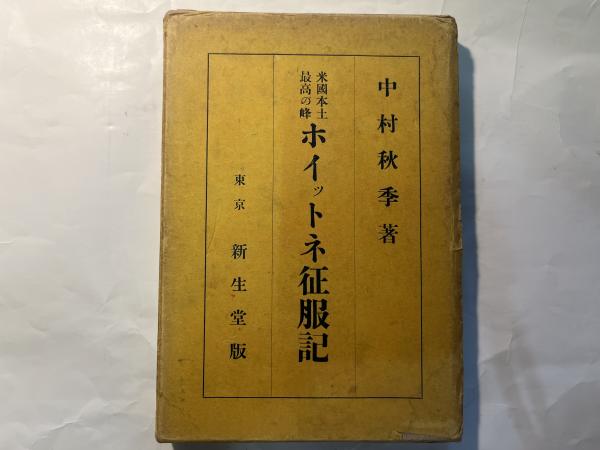 中村秋季著
米國本土
最高の峰
ホイットネ征服記
東京 新生堂版